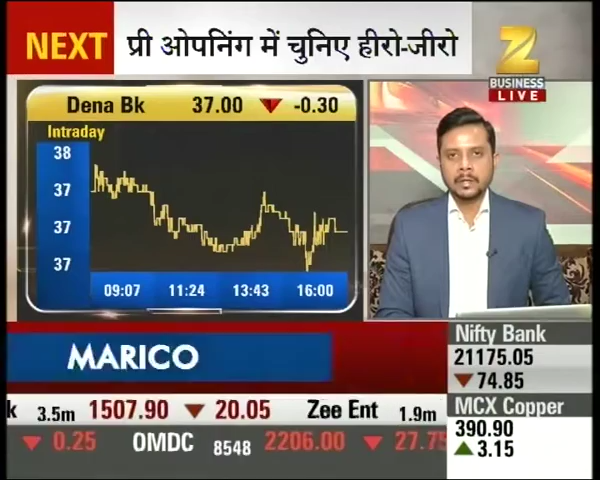 NEXT
प्री ओपनिंग में चुनिए हीरो-जीरो
Z
BUSINESS
LIVE
Dena Bk 37.00 -0.30
Intraday
38
37
37
37
09:07 11:24 13:43 16:00
MARICO
Nifty Bank
21175.05
74.85
k 3.5m 1507.90 20.05 Zee Ent 1.9m
MCX Copper
390.90
3.15
0.25 OMDC 8548 2206.00 27.75